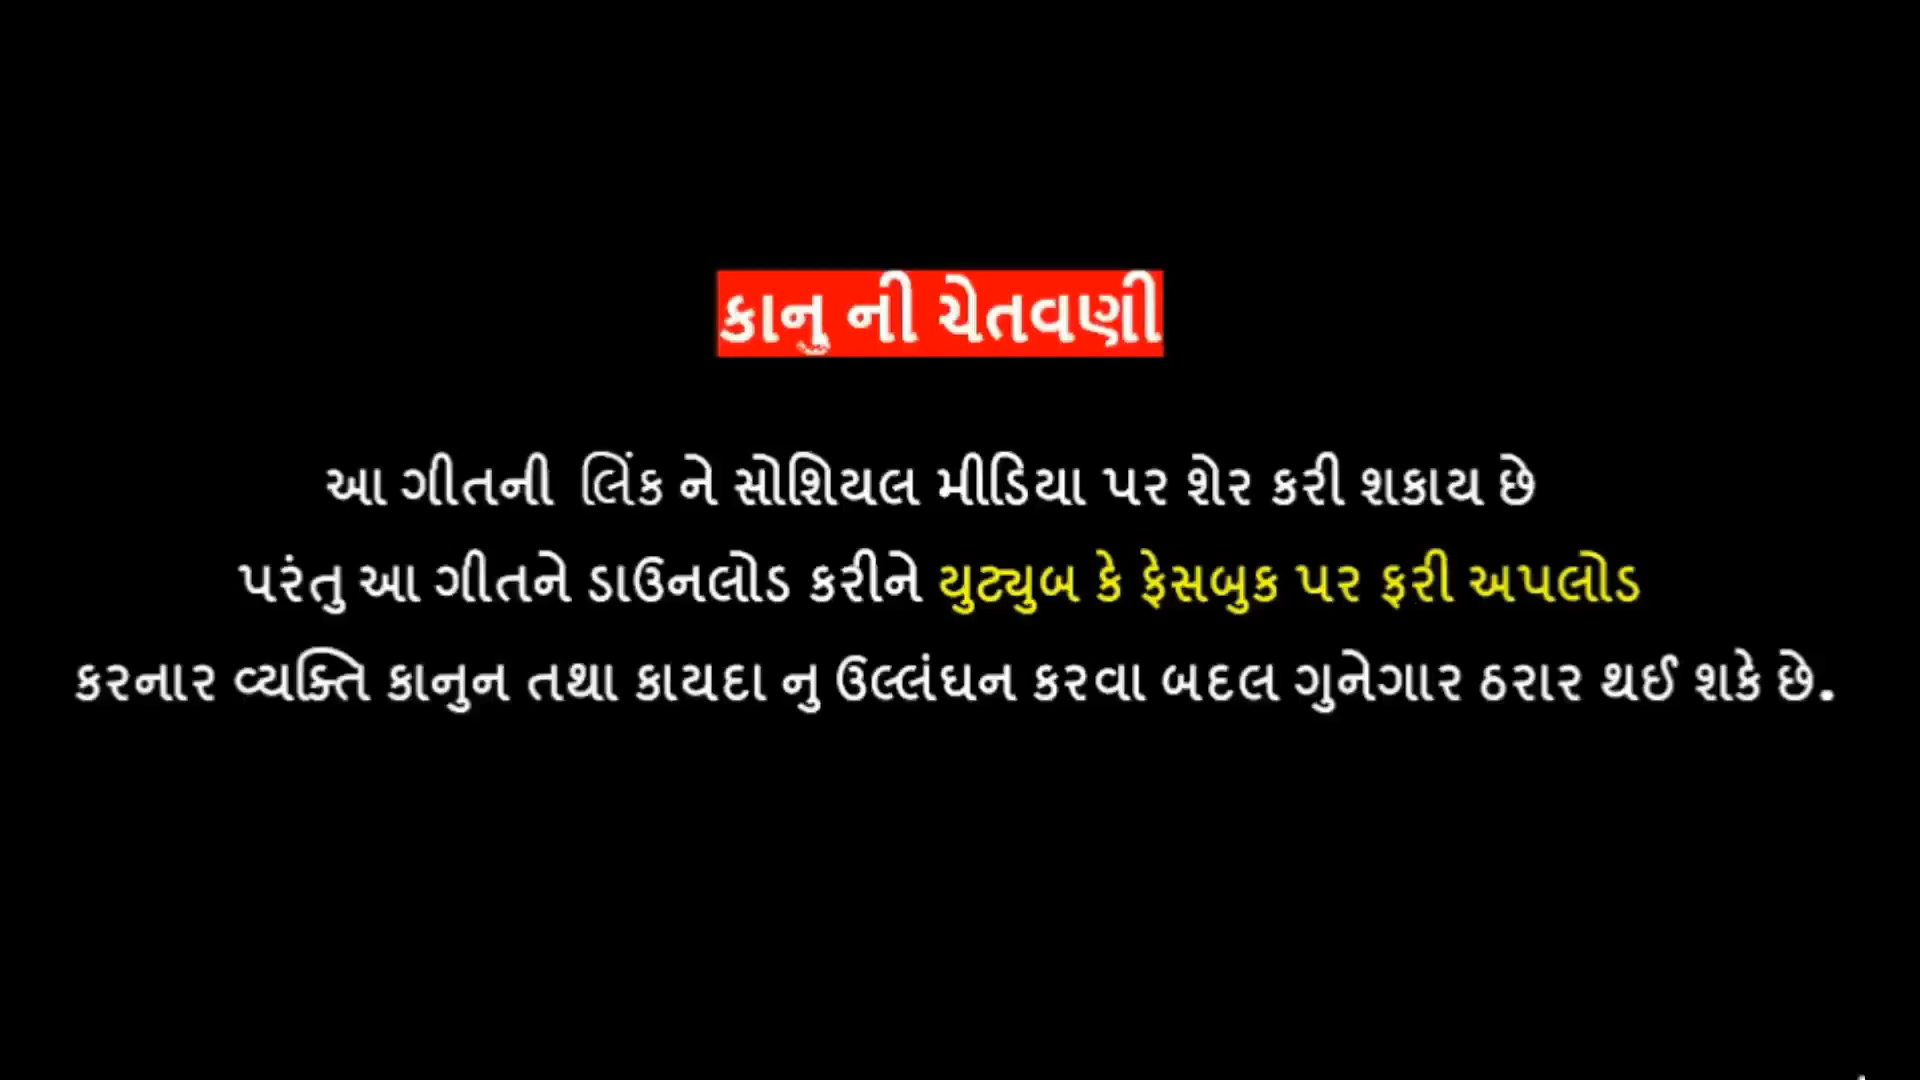 કાનુ ની ચેતવણી
આ ગીતની લિંક ને સોશિયલ મીડિયા પર શેર કરી શકાય છે
પરંતુ આ ગીતને ડાઉનલોડ કરીને યુટ્યુબ કે ફેસબુક પર ફરી અપલોડ
કરનાર વ્યક્તિ કાનુન તથા કાયદા નુ ઉલ્લંઘન કરવા બદલ ગુનેગાર ઠરાર થઈ શકે છે.